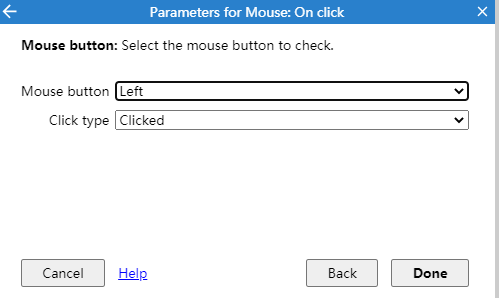 Parameters for Mouse: On click
Mouse button: Select the mouse button to check.
Mouse button Left
Click type Clicked
Cancel Help Back Done